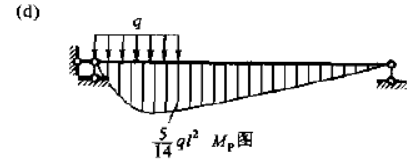 (d)
q
5/14 ql² M_P图